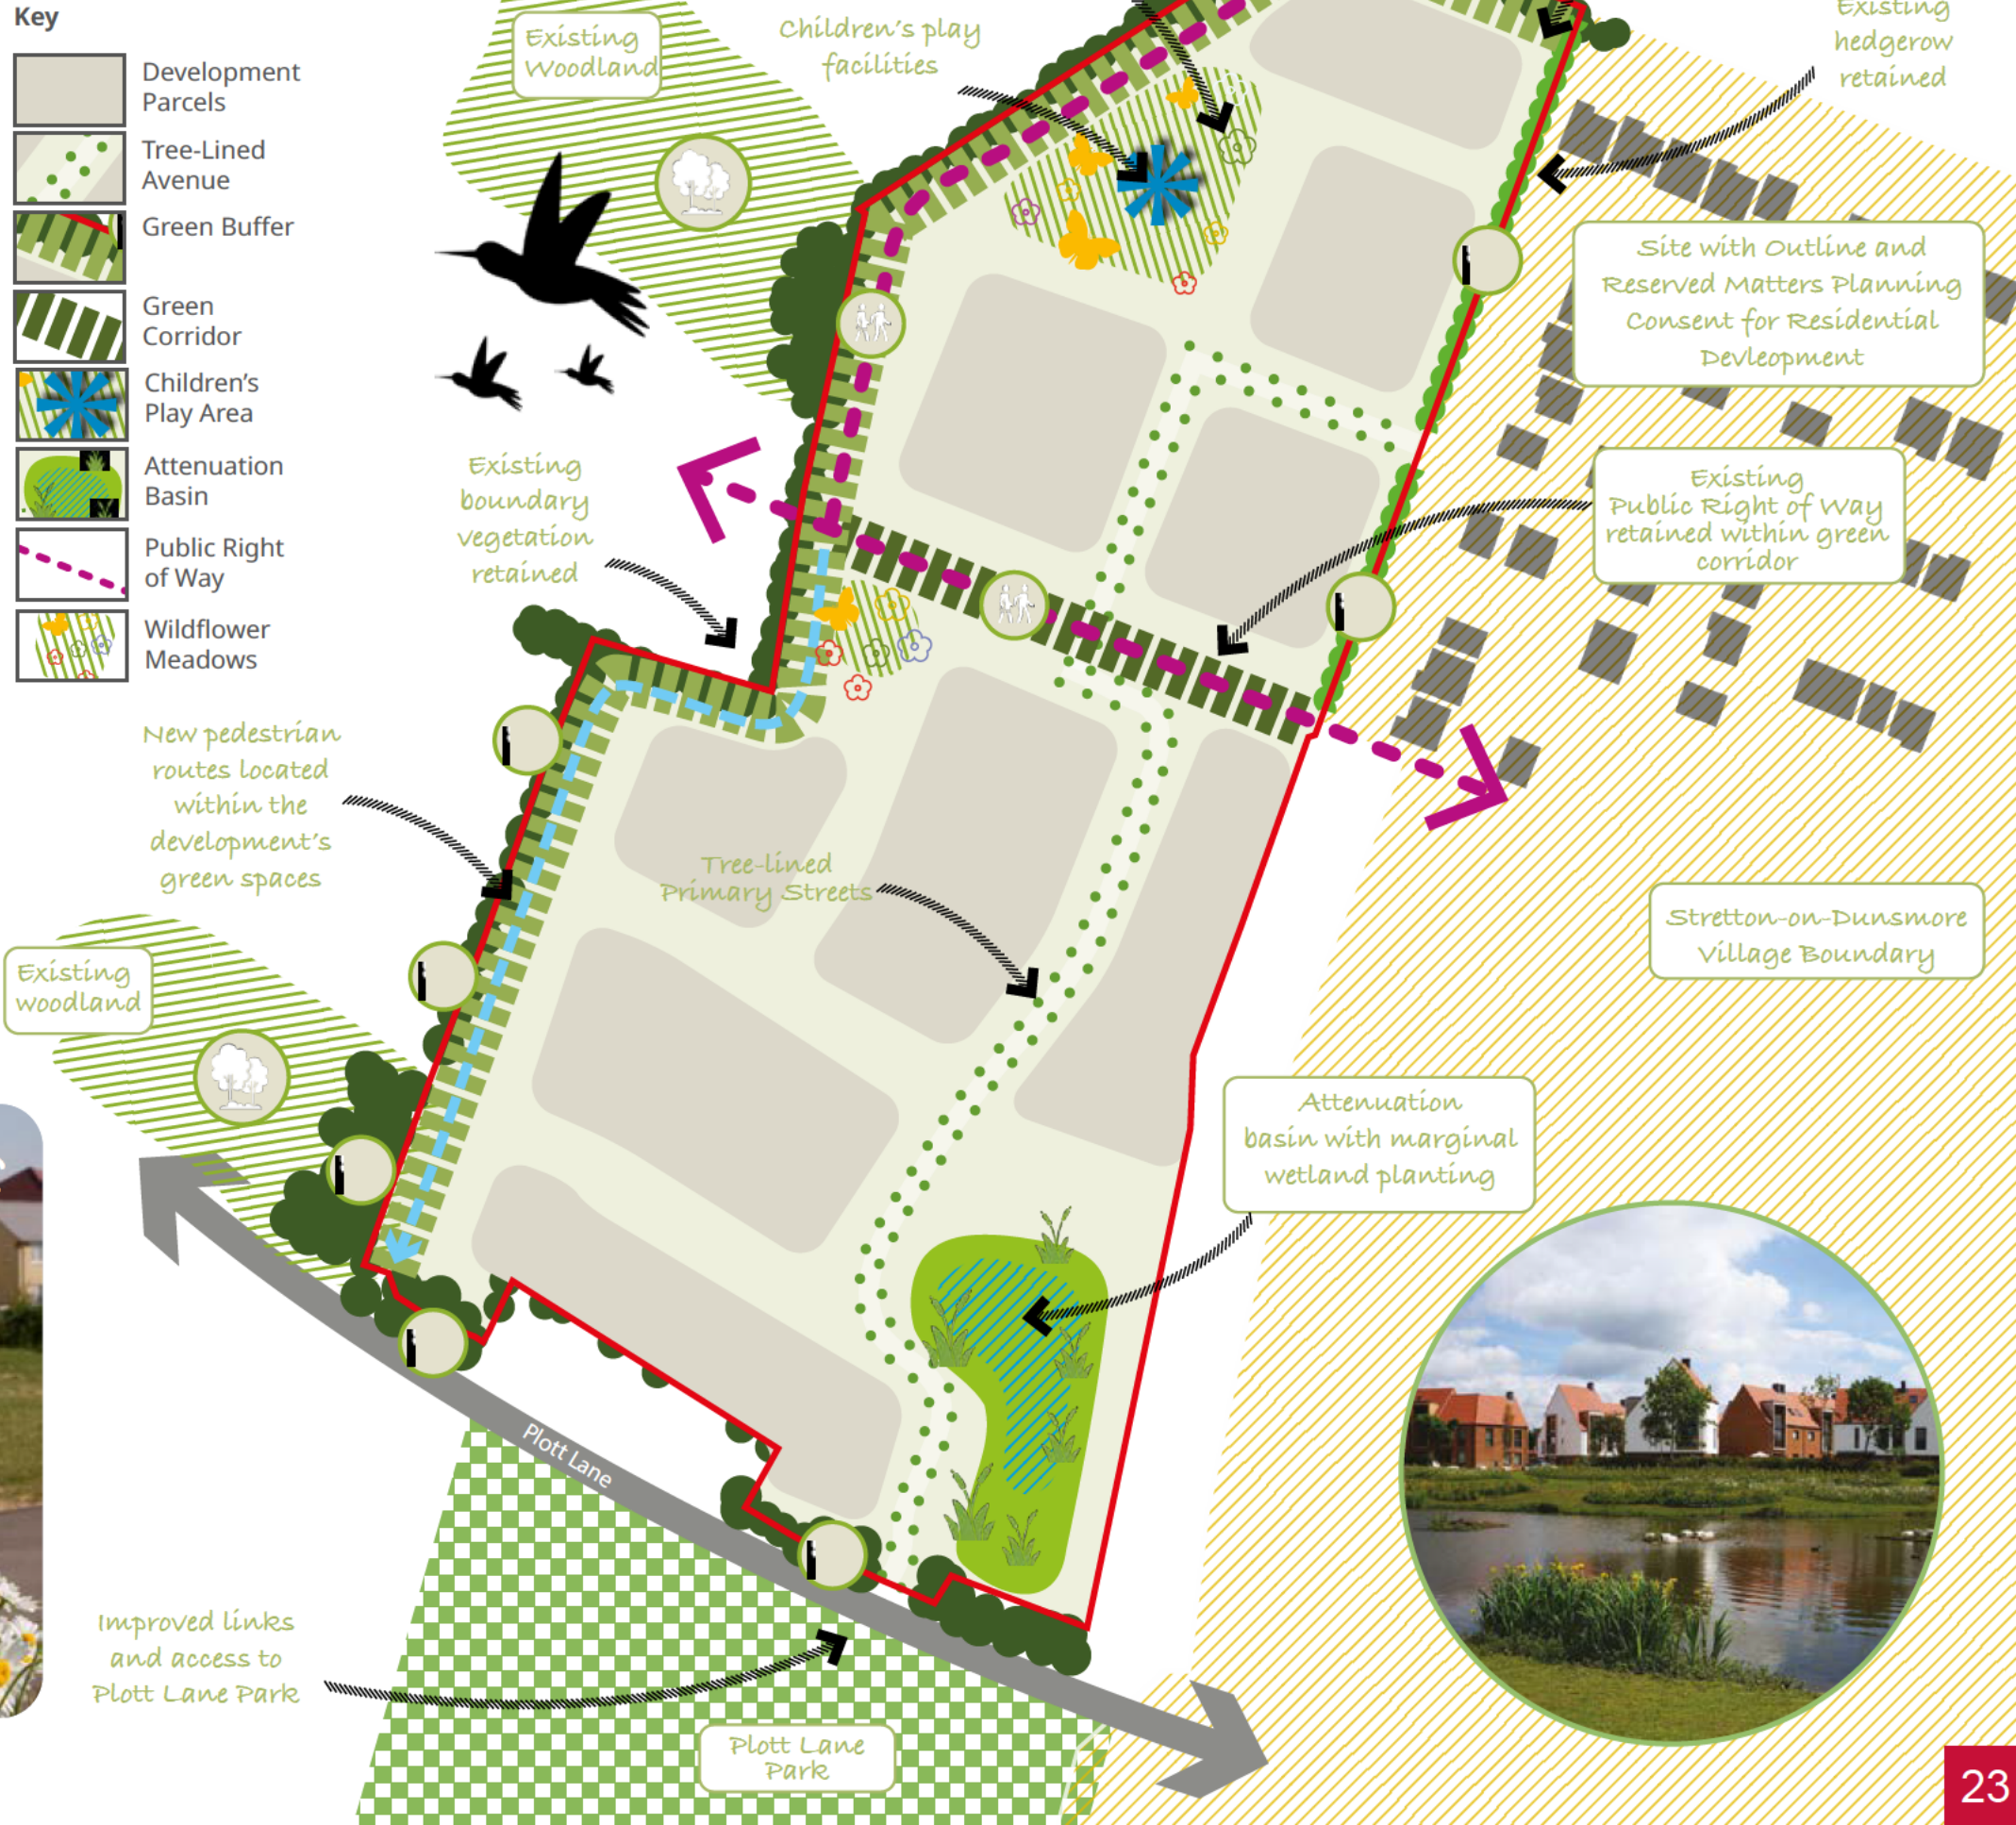 Key
Development
Parcels
Tree-Lined
Avenue
Green Buffer
Green
Corridor
Children's
Play Area
Attenuation
Basin
Public Right
of Way
Wildflower
Meadows
Existing
Woodland
Children's play
facilities
Existing
hedgerow
retained
Site with Outline and
Reserved Matters Planning
Consent for Residential
Devleopment
Existing
boundary
vegetation
retained
Existing
Public Right of Way
retained within green
corridor
New pedestrian
routes located
within the
development's
green spaces
Tree-lined
Primary Streets
Stretton-on-Dunsmore
Village Boundary
Existing
woodland
Attenuation
basin with marginal
wetland planting
Plott Lane
Improved links
and access to
Plott Lane Park
Plott Lane
Park
23